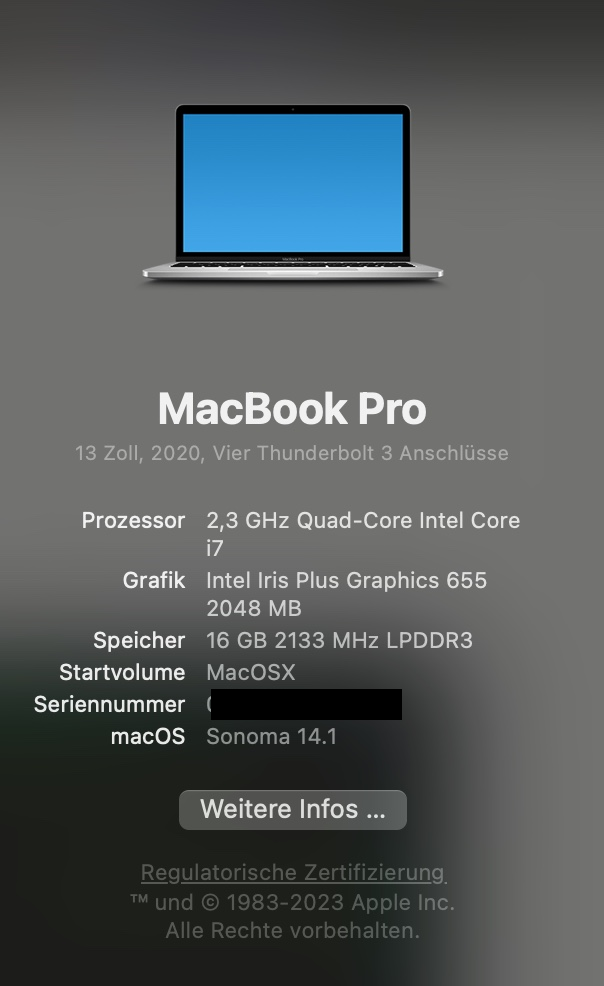 MacBook Pro
13 Zoll, 2020, Vier Thunderbolt 3 Anschlüsse
Prozessor 2,3 GHz Quad-Core Intel Core
i7
Grafik Intel Iris Plus Graphics 655
2048 MB
Speicher 16 GB 2133 MHz LPDDR3
Startvolume MacOSX
Seriennummer
macOS Sonoma 14.1
Weitere Infos ...
Regulatorische Zertifizierung
™ und © 1983-2023 Apple Inc.
Alle Rechte vorbehalten.